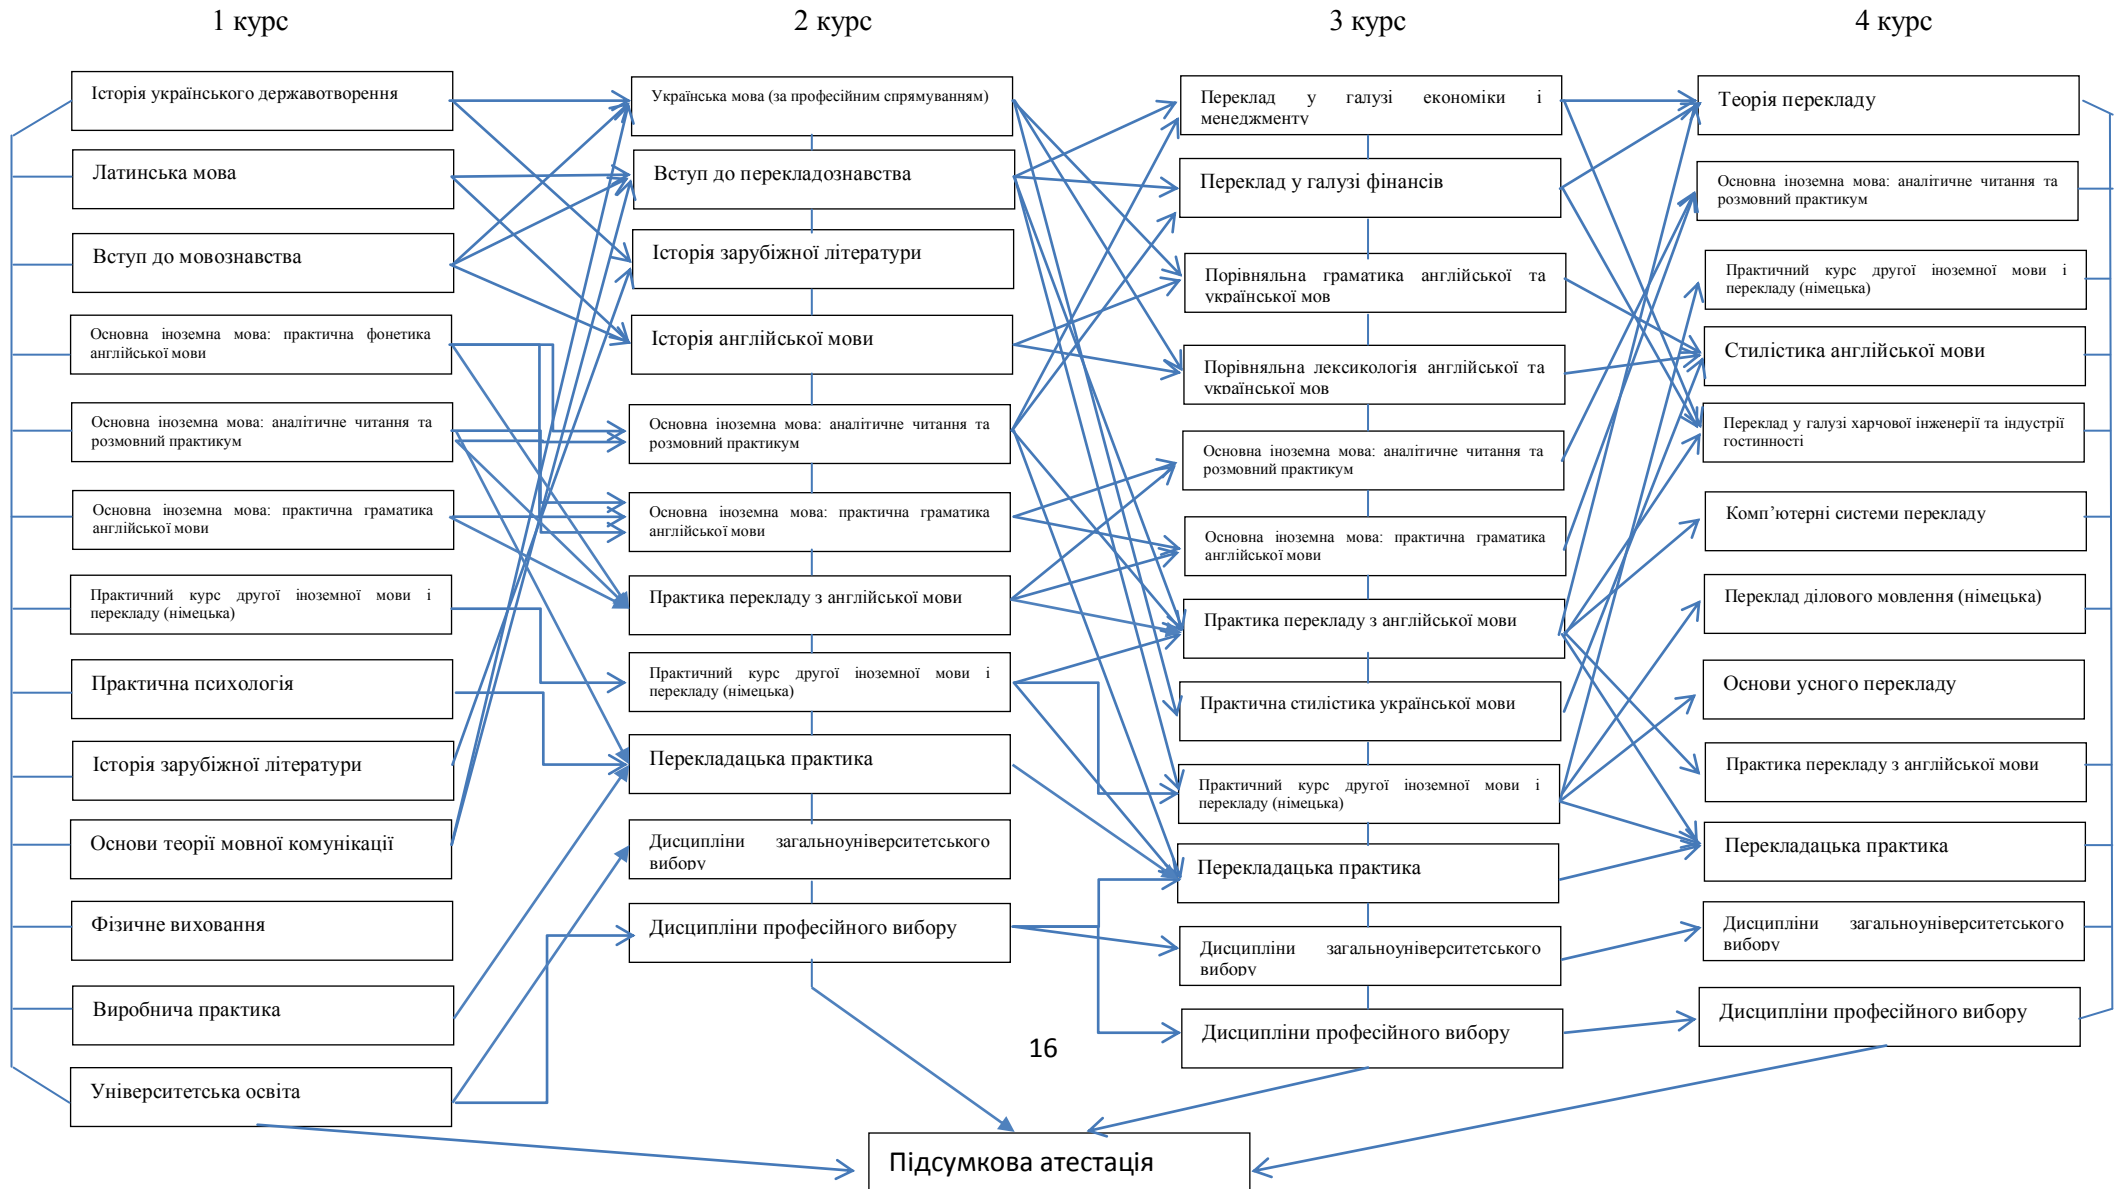 1 курс
2 курс
3 курс
4 курс
Історія українського державотворення
Латинська мова
Вступ до мовознавства
Основна іноземна мова: практична фонетика
англійської мови
Основна іноземна мова: аналітичне читання та
розмовний практикум
Основна іноземна мова: практична граматика
англійської мови
Практичний курс другої іноземної мови і
перекладу (німецька)
Практична психологія
Історія зарубіжної літератури
Основи теорії мовної комунікації
Фізичне виховання
Виробнича практика
Університетська освіта
Українська мова (за професійним спрямуванням)
Вступ до перекладознавства
Історія зарубіжної літератури
Історія англійської мови
Основна іноземна мова: аналітичне читання та
розмовний практикум
Основна іноземна мова: практична граматика
англійської мови
Практика перекладу з англійської мови
Практичний курс другої іноземної мови і
перекладу (німецька)
Перекладацька практика
Дисципліни загальноуніверситетського
вибору
Дисципліни професійного вибору
Переклад у галузі економіки і
менеджменту
Переклад у галузі фінансів
Порівняльна граматика англійської та
української мов
Порівняльна лексикологія англійської та
української мов
Основна іноземна мова: аналітичне читання та
розмовний практикум
Основна іноземна мова: практична граматика
англійської мови
Практика перекладу з англійської мови
Практична стилістика української мови
Практичний курс другої іноземної мови і
перекладу (німецька)
Перекладацька практика
Дисципліни загальноуніверситетського
вибору
Дисципліни професійного вибору
Теорія перекладу
Основна іноземна мова: аналітичне читання та
розмовний практикум
Практичний курс другої іноземної мови і
перекладу (німецька)
Стилістика англійської мови
Переклад у галузі харчової інженерії та індустрії
гостинності
Комп’ютерні системи перекладу
Переклад ділового мовлення (німецька)
Основи усного перекладу
Практика перекладу з англійської мови
Перекладацька практика
Дисципліни загальноуніверситетського
вибору
Дисципліни професійного вибору
16
Підсумкова атестація